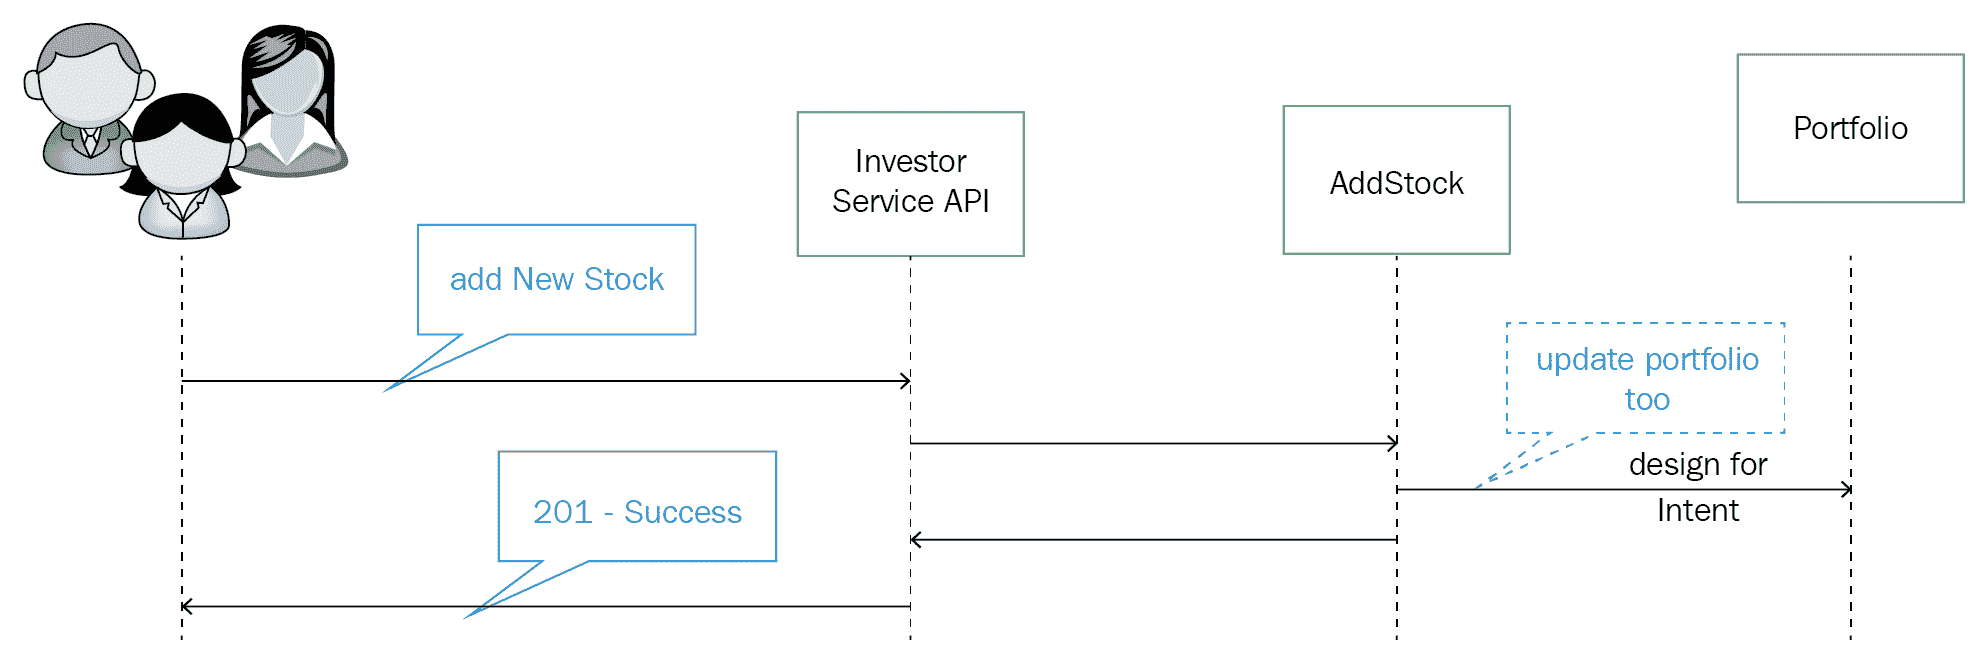 Portfolio
Investor
Service API
AddStock
add New Stock
update portfolio
too
design for
Intent
201 - Success